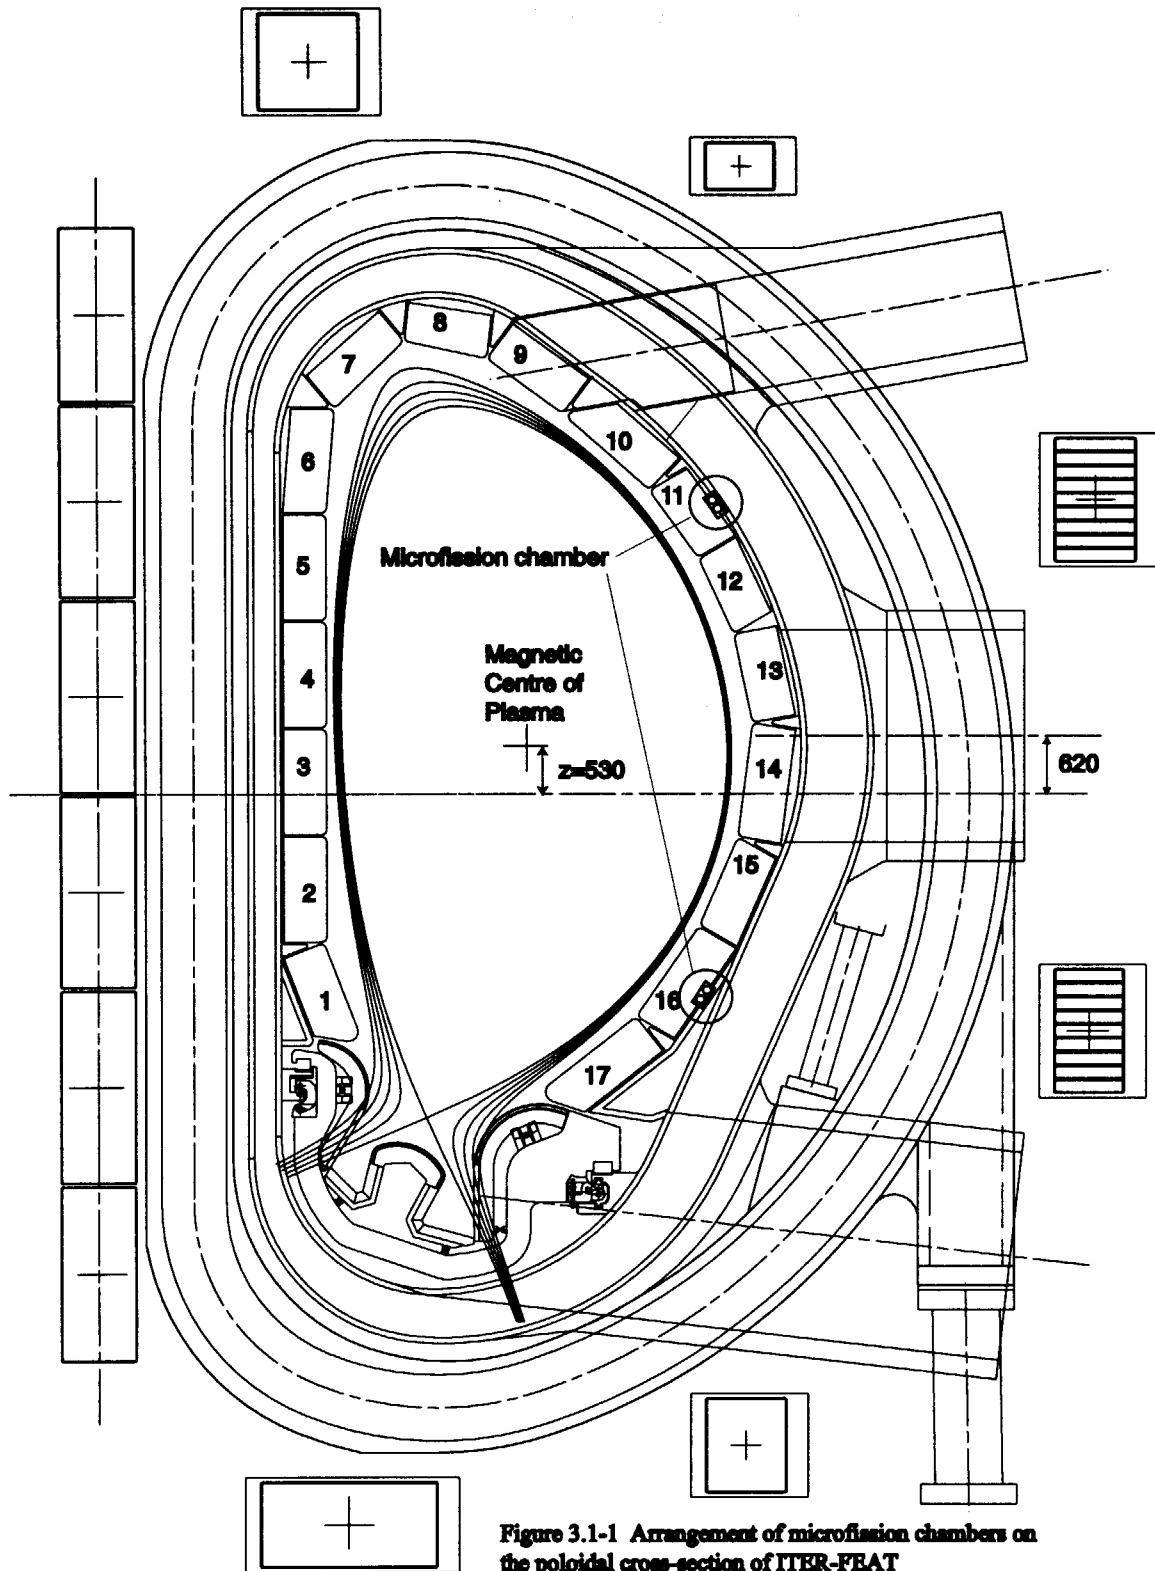 8
7
9
10
6
11
5
Microfission chamber
12
Magnetic
Centre of
Plasma
13
4
z=530
14
620
3
15
2
16
1
17
Figure 3.1-1 Arrangement of microfission chambers on
the poloidal cross-section of ITER-FEAT